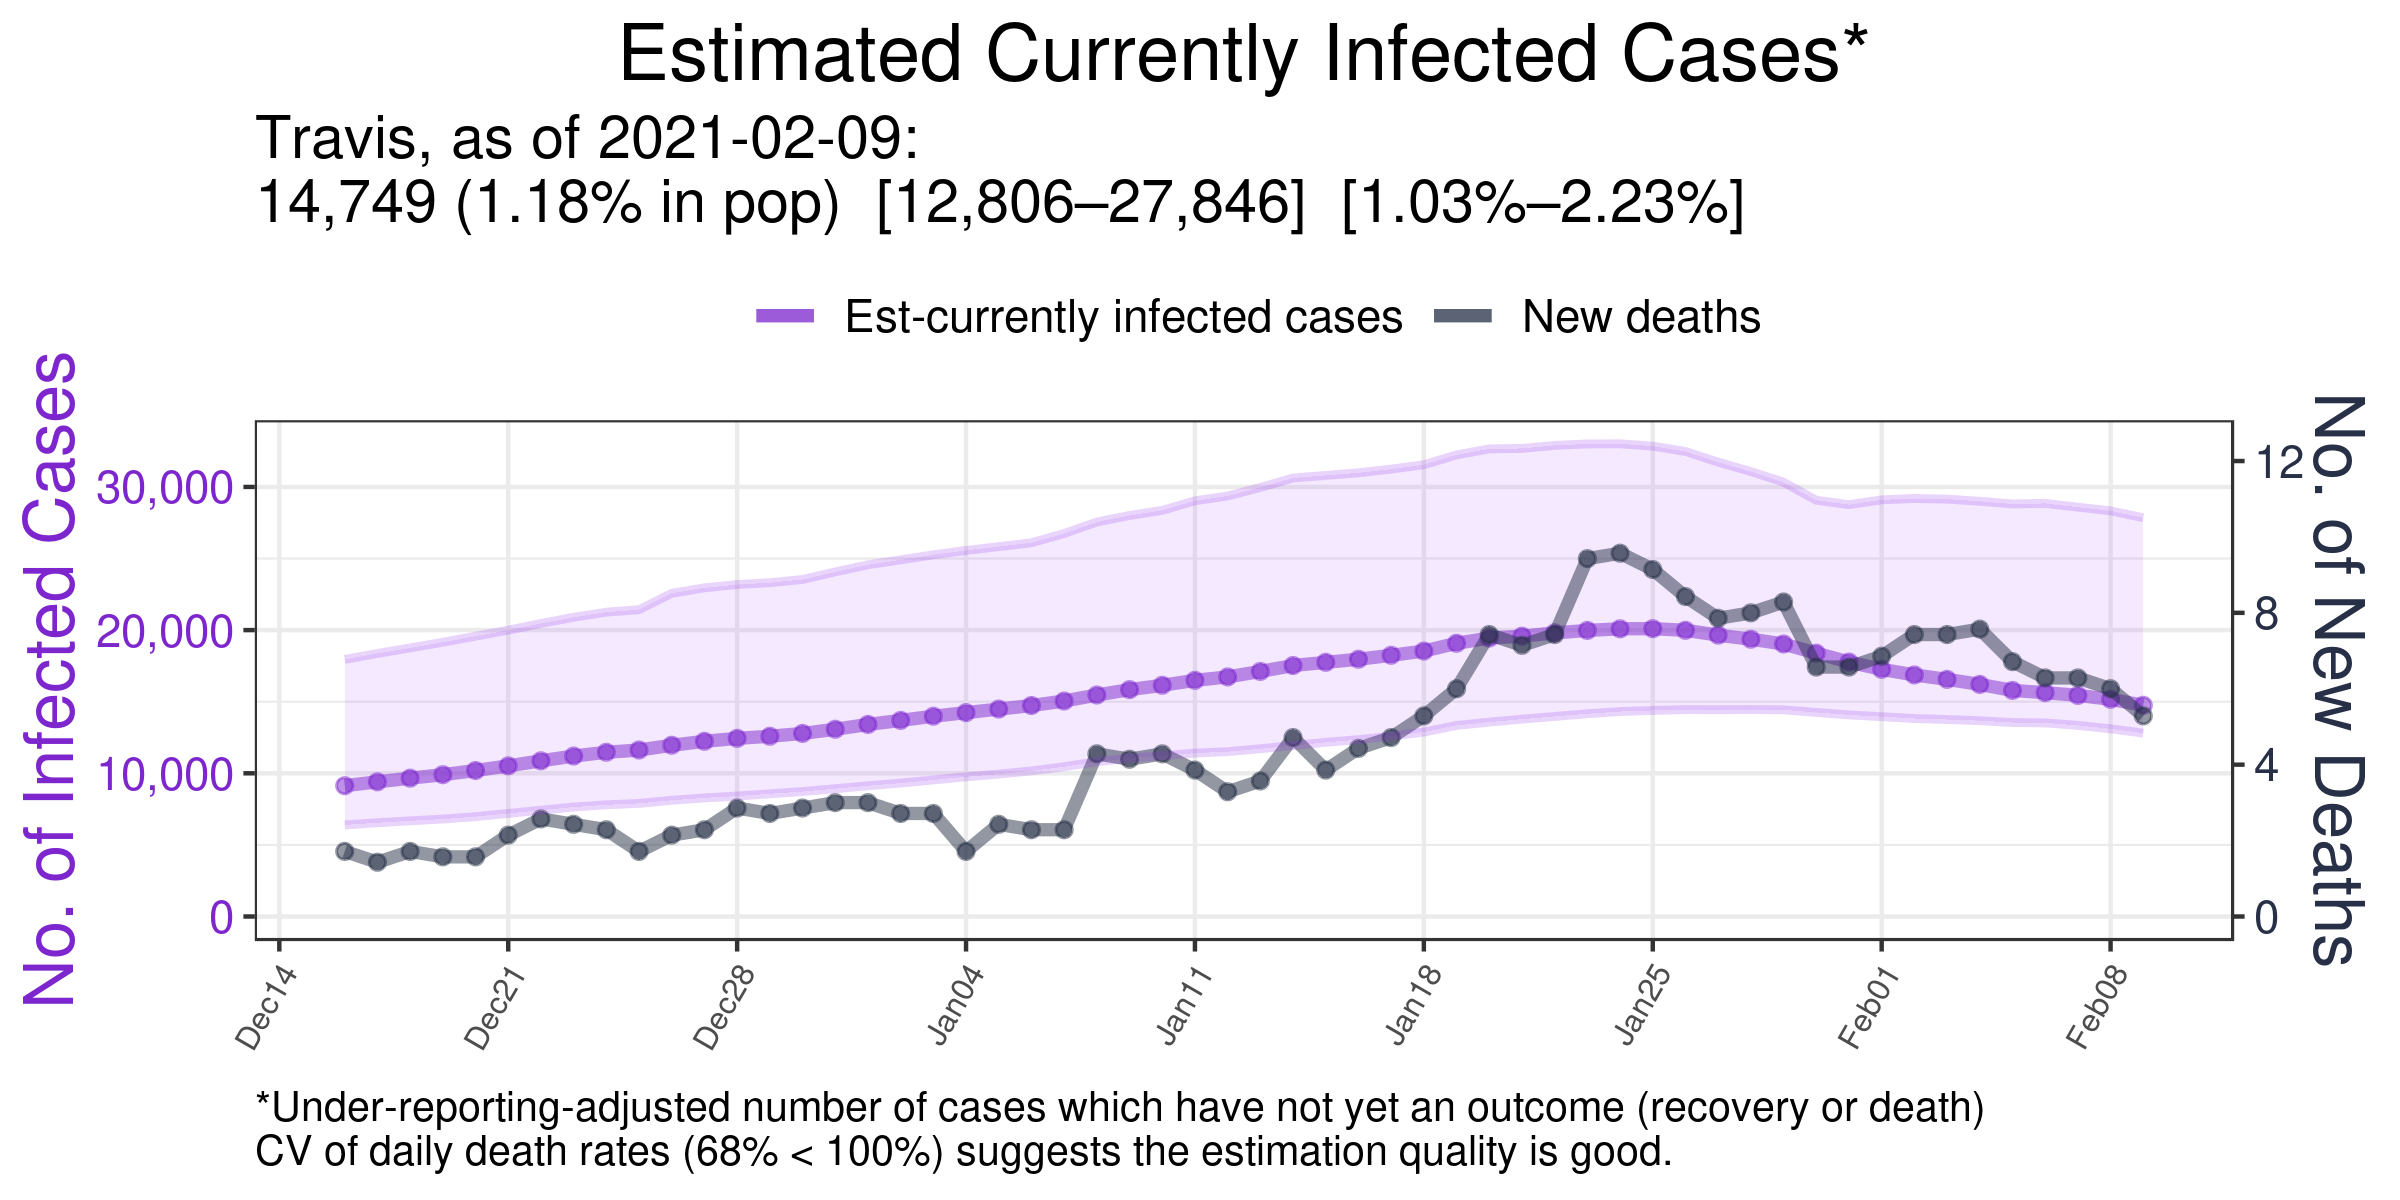 Estimated Currently Infected Cases*
Travis, as of 2021-02-09:
14,749 (1.18% in pop)  [12,806–27,846]  [1.03%–2.23%]
Est-currently infected cases
New deaths
No. of Infected Cases
30,000
20,000
10,000
0
12
8
4
0
No. of New Deaths
Dec14
Dec21
Dec28
Jan04
Jan11
Jan18
Jan25
Feb01
Feb08
*Under-reporting-adjusted number of cases which have not yet an outcome (recovery or death)
CV of daily death rates (68% < 100%) suggests the estimation quality is good.